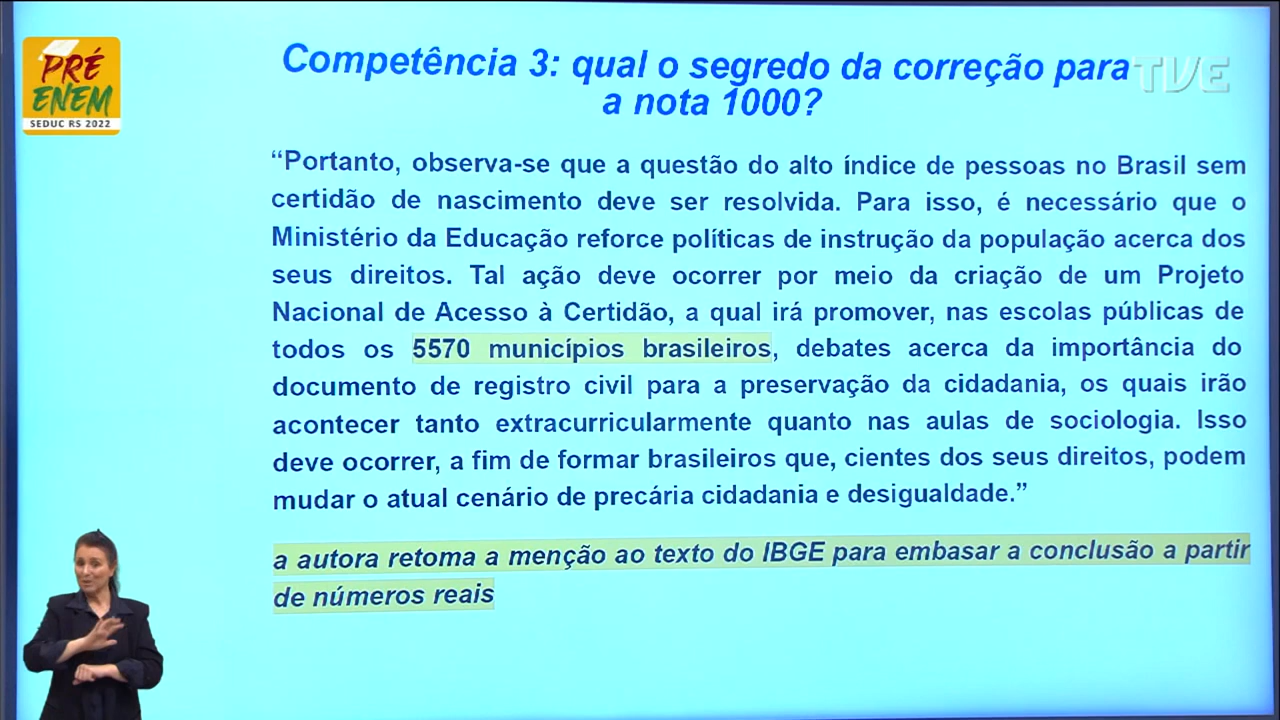 PRÉ
ENEM
SEDUC RS 2022
Competência 3: qual o segredo da correção para
a nota 1000?
TVE
“Portanto, observa-se que a questão do alto índice de pessoas no Brasil sem
certidão de nascimento deve ser resolvida. Para isso, é necessário que o
Ministério da Educação reforce políticas de instrução da população acerca dos
seus direitos. Tal ação deve ocorrer por meio da criação de um Projeto
Nacional de Acesso à Certidão, a qual irá promover, nas escolas públicas de
todos os 5570 municípios brasileiros, debates acerca da importância do
documento de registro civil para a preservação da cidadania, os quais irão
acontecer tanto extracurricularmente quanto nas aulas de sociologia. Isso
deve ocorrer, a fim de formar brasileiros que, cientes dos seus direitos, podem
mudar o atual cenário de precária cidadania e desigualdade.”
a autora retoma a menção ao texto do IBGE para embasar a conclusão a partir
de números reais